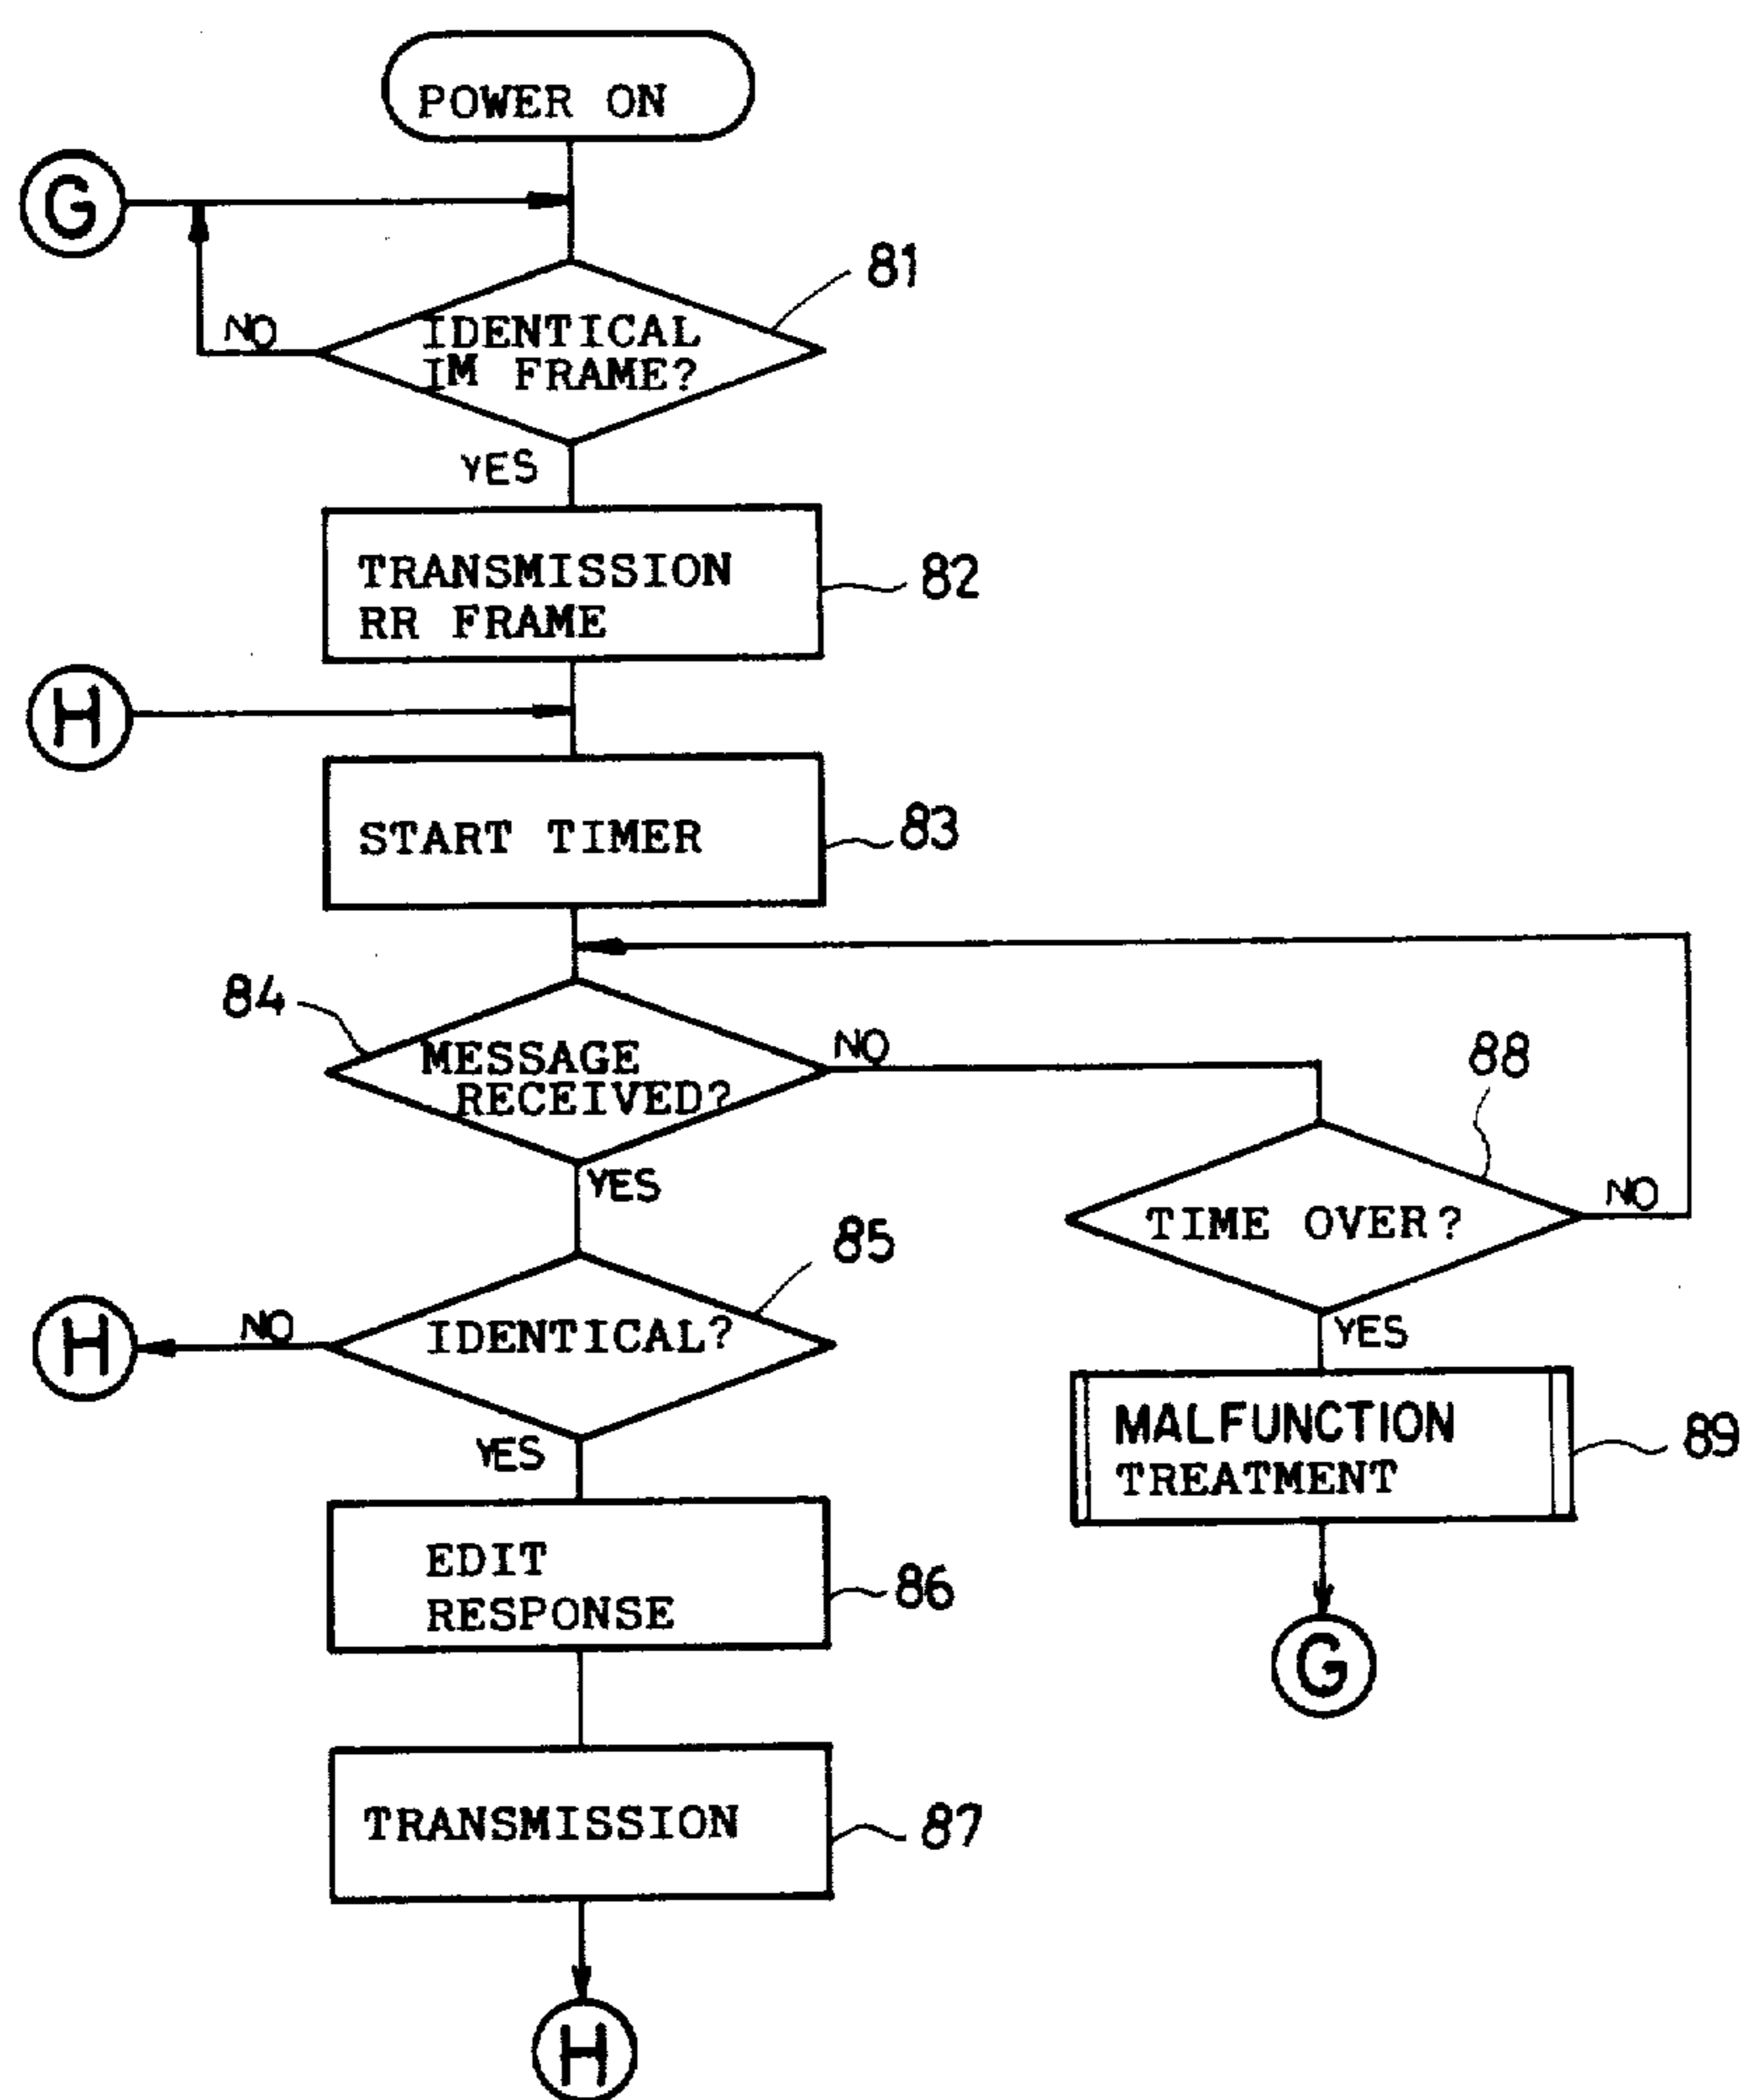 POWER ON
G
81
NO
IDENTICAL
IM FRAME?
YES
TRANSMISSION
RR FRAME
82
H
START TIMER
83
84
MESSAGE
RECEIVED?
NO
88
YES
TIME OVER?
NO
85
H
NO
IDENTICAL?
YES
YES
MALFUNCTION
TREATMENT
89
EDIT
RESPONSE
86
G
TRANSMISSION
87
H